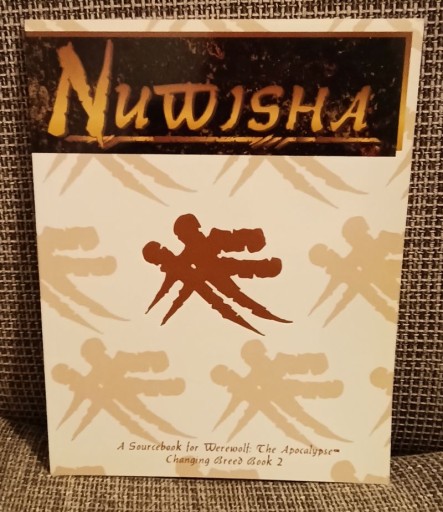 NUWISHA
A Sourcebook for Werewolf: The Apocalypse™
Changing Breed Book 2